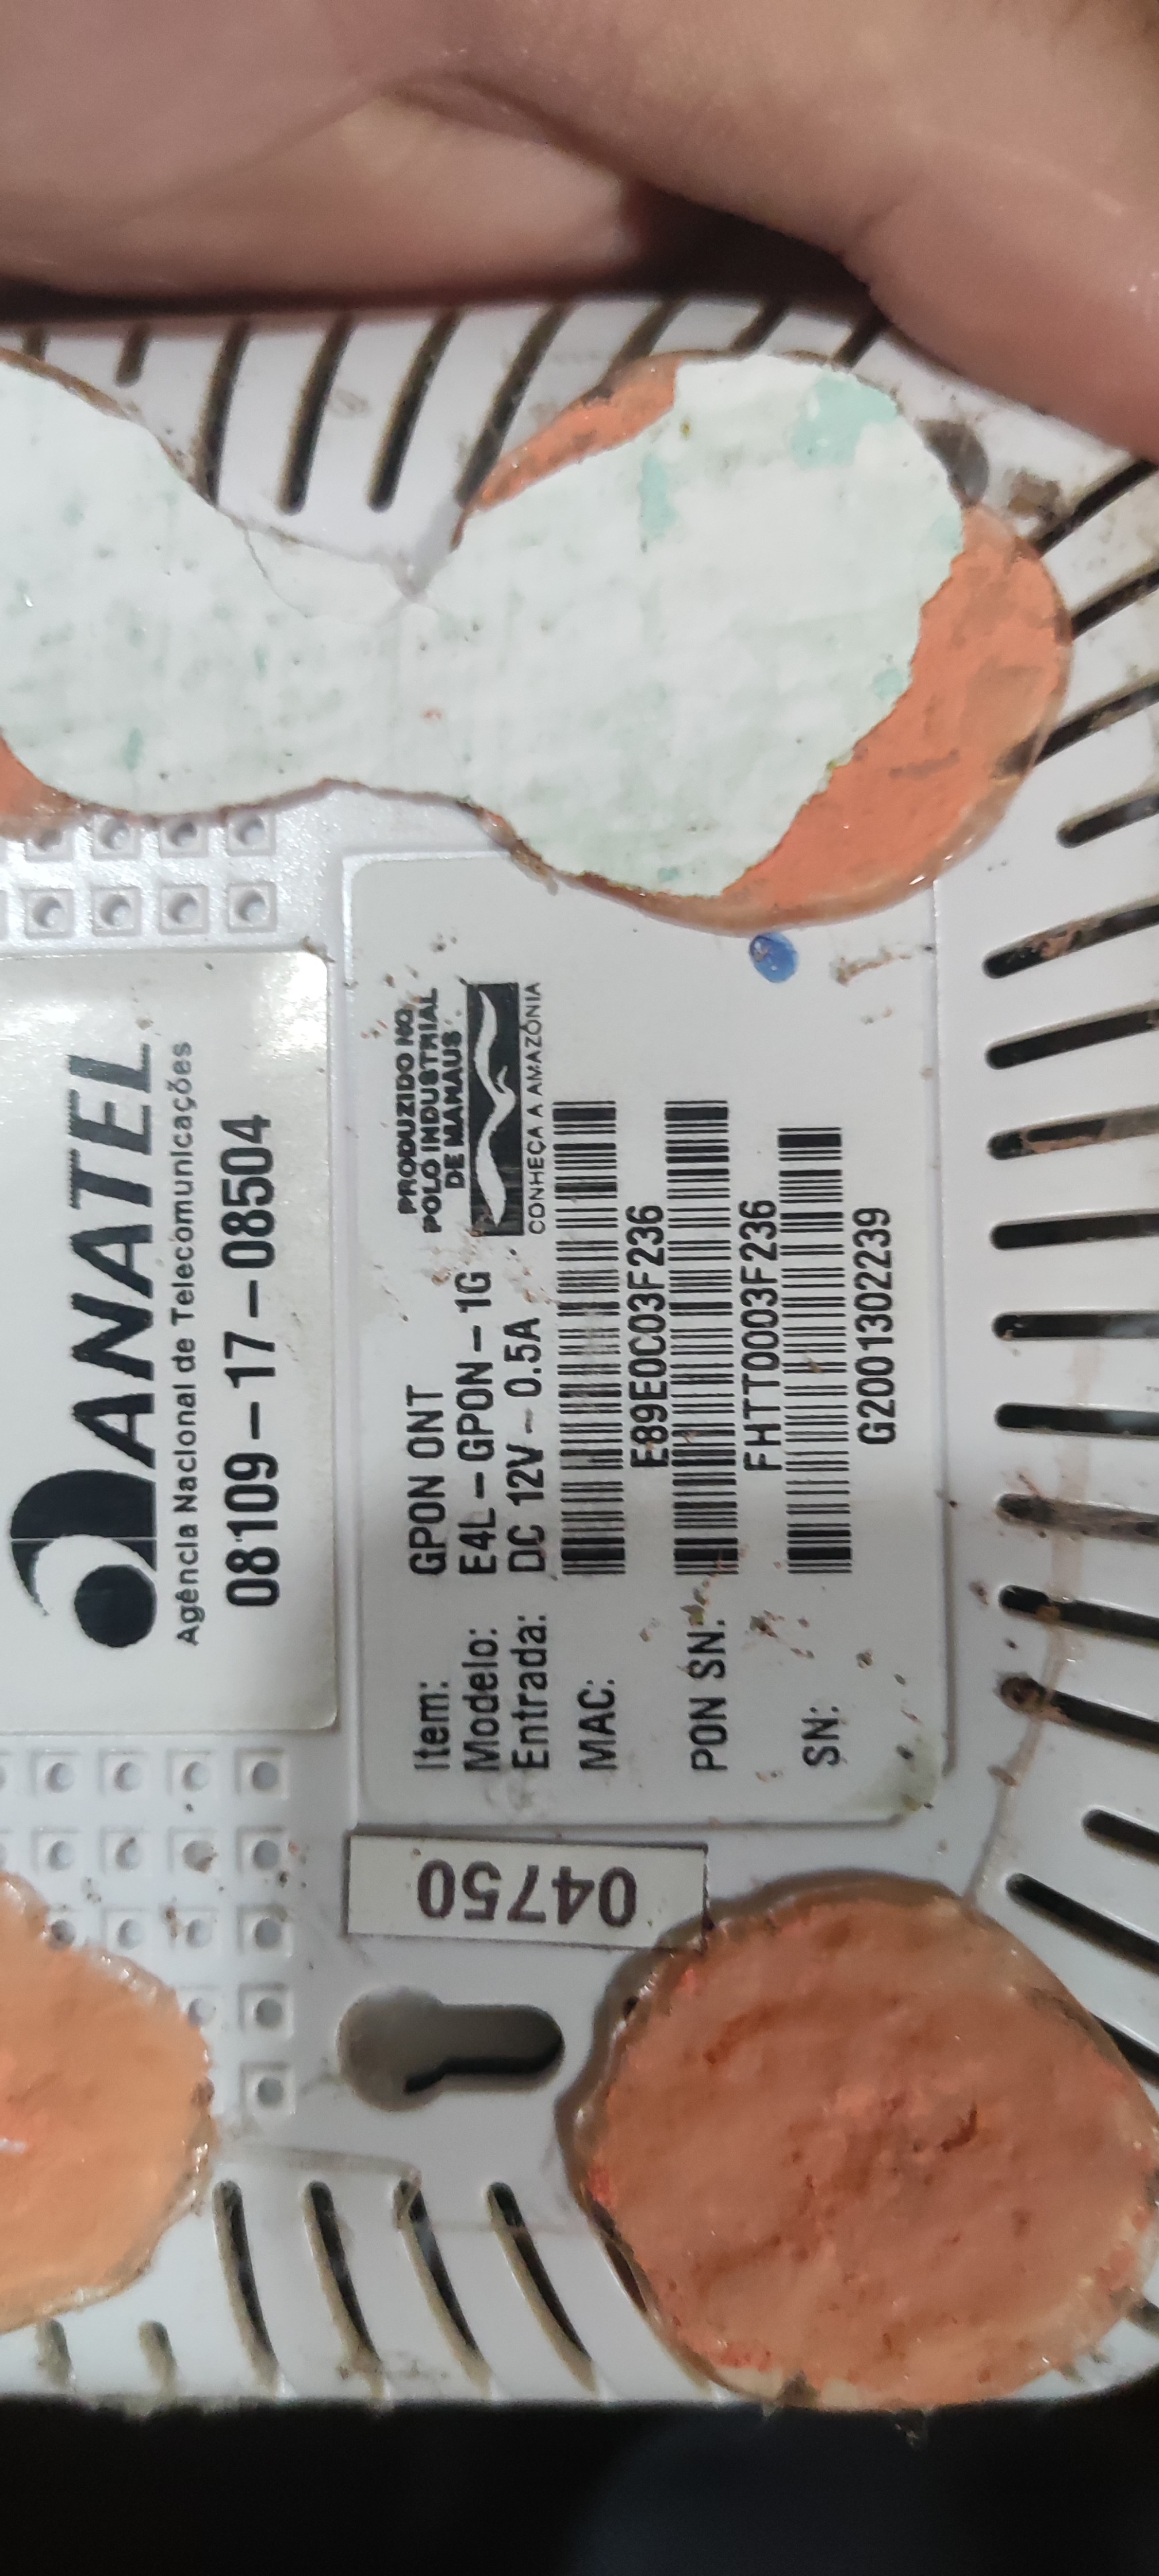 ANATEL
Agência Nacional de Telecomunicações
08109-17-08504
PRODUZIDO NO
POLO INDUSTRIAL
DE MANAUS
CONHEÇA A AMAZÔNIA
Item: GPON ONT
Modelo: E4L-GPON-1G
Entrada: DC 12V-0.5A
MAC:
E89E0C03F236
PON SN:
FHTT0003F236
SN:
G2001302239
04750